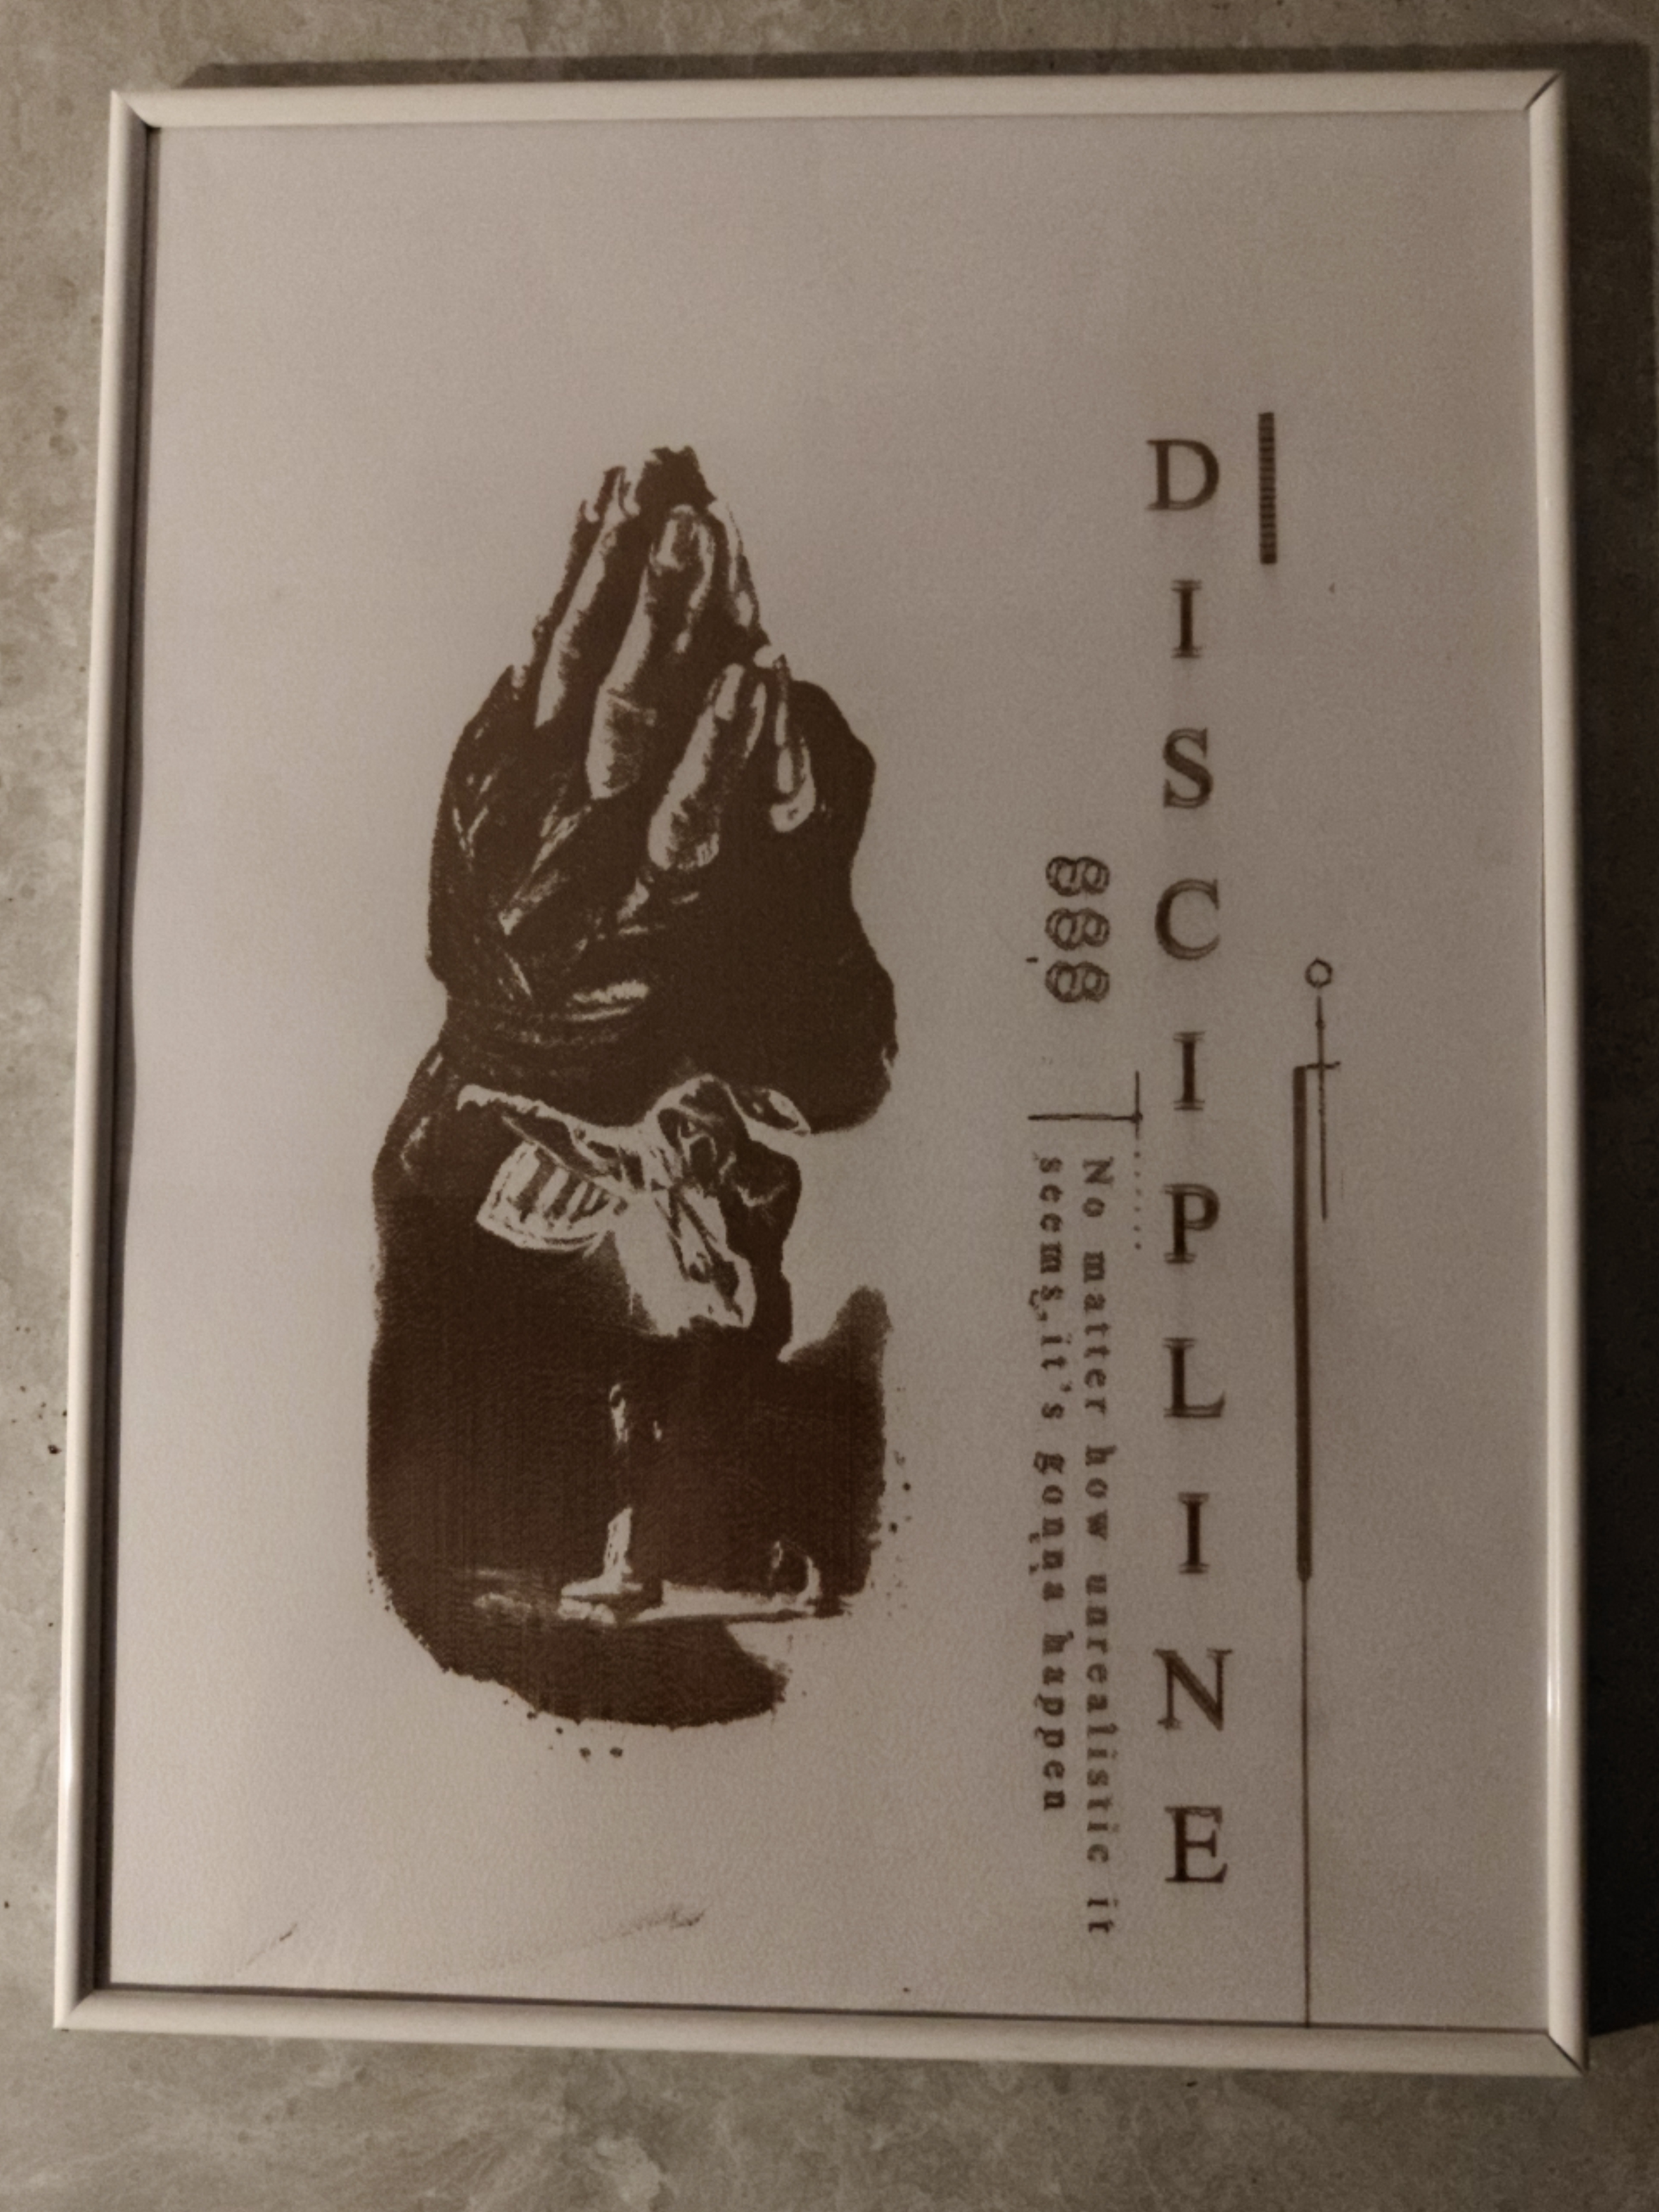 DISCIPLINE
888
No matter how unrealistic it
seems, it's gonna happen